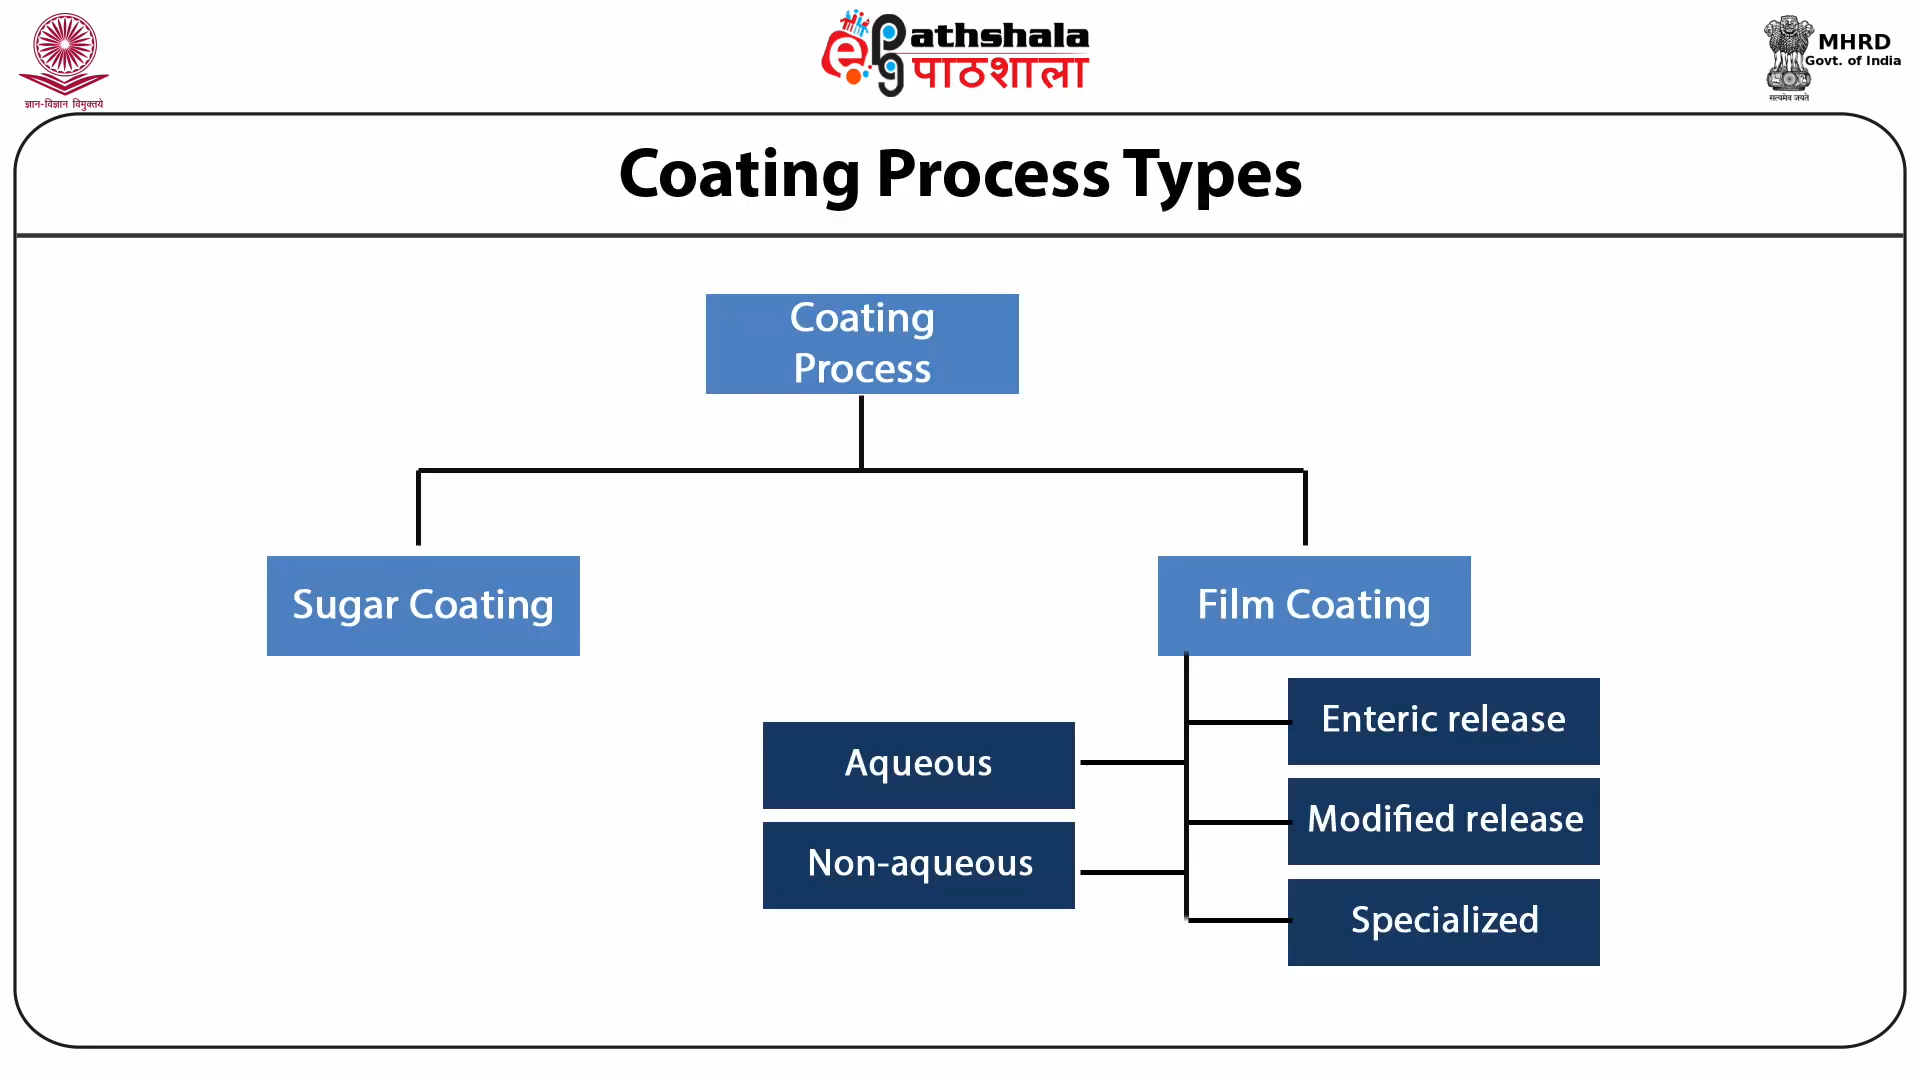 ज्ञान-विज्ञान विमुक्तये
ePathshala
पाठशाला
MHRD
Govt. of India
सत्यमेव जयते
Coating Process Types
Coating
Process
Sugar Coating
Film Coating
Enteric release
Aqueous
Modified release
Non-aqueous
Specialized